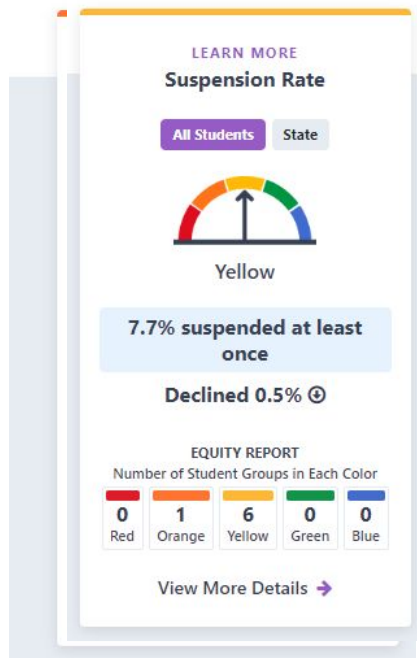 LEARN MORE
Suspension Rate
All Students State
Yellow
7.7% suspended at least
once
Declined 0.5%
EQUITY REPORT
Number of Student Groups in Each Color
0 1 6 0 0
Red Orange Yellow Green Blue
View More Details